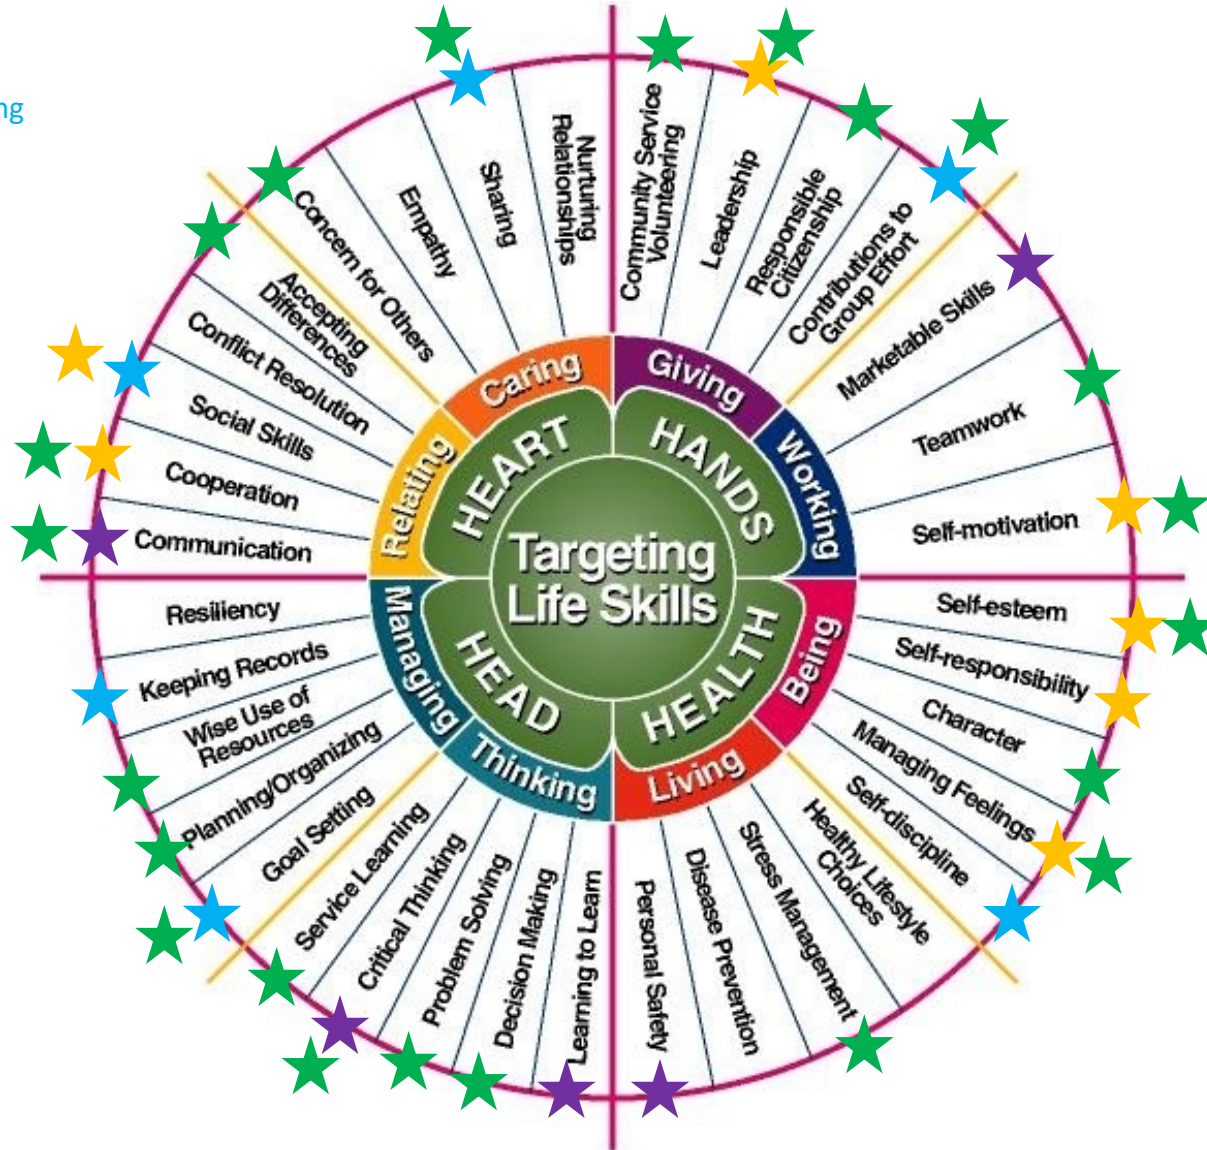 ng
Nurturing
Relationships
Sharing
Empathy
Concern for Others
Accepting
Differences
Conflict Resolution
Social Skills
Cooperation
Communication
Community Service
Volunteering
Leadership
Responsible
Citizenship
Contributions to
Group Effort
Marketable Skills
Teamwork
Self-motivation
Caring
Giving
Relating
Working
HEART
HANDS
Targeting
Life Skills
HEAD
HEALTH
Managing
Thinking
Living
Being
Resiliency
Keeping Records
Wise Use of
Resources
Planning/Organizing
Goal Setting
Service Learning
Critical Thinking
Problem Solving
Decision Making
Learning to Learn
Self-esteem
Self-responsibility
Character
Managing Feelings
Self-discipline
Healthy Lifestyle
Choices
Stress Management
Disease Prevention
Personal Safety